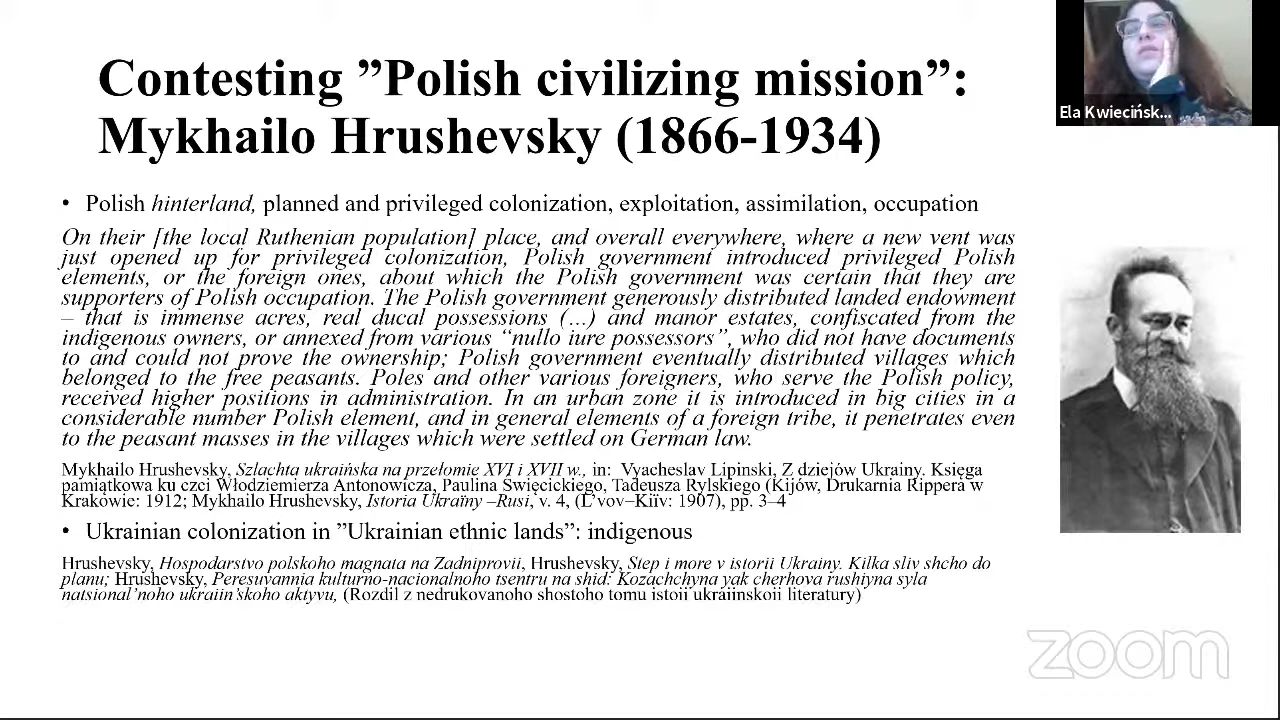 Contesting ”Polish civilizing mission”:
Mykhailo Hrushevsky (1866-1934)
Ela Kwiecińsk...
• Polish hinterland, planned and privileged colonization, exploitation, assimilation, occupation
On their [the local Ruthenian population] place, and overall everywhere, where a new vent was
just opened up for privileged colonization, Polish government introduced privileged Polish
elements, or the foreign ones, about which the Polish government was certain that they are
supporters of Polish occupation. The Polish government generously distributed landed endowment
– that is immense acres, real ducal possessions (…) and manor estates, confiscated from the
indigenous owners, or annexed from various “nullo iure possessors”, who did not have documents
to and could not prove the ownership; Polish government eventually distributed villages which
belonged to the free peasants. Poles and other various foreigners, who serve the Polish policy,
received higher positions in administration. In an urban zone it is introduced in big cities in a
considerable number Polish element, and in general elements of a foreign tribe, it penetrates even
to the peasant masses in the villages which were settled on German law.
Mykhailo Hrushevsky, Szlachta ukraińska na przełomie XVI i XVII w., in: Vyacheslav Lipinski, Z dziejów Ukrainy. Księga
pamiątkowa ku czci Włodziemierza Antonowicza, Paulina Święcickiego, Tadeusza Rylskiego (Kijów, Drukarnia Rippera w
Krakówie: 1912; Mykhailo Hrushevsky, Istoria Ukraïny –Rusi, v. 4, (L’vov–Kiïv: 1907), pp. 3–4
• Ukrainian colonization in ”Ukrainian ethnic lands”: indigenous
Hrushevsky, Hospodarstvo polskoho magnata na Zadniprovii, Hrushevsky, Step i more v istorii Ukrainy. Kilka sliv shcho do
planu; Hrushevsky, Peresuvannia kulturno-nacionalnoho tsentru na shid: Kozachchyna yak cherhova rushiyna syla
natsional’noho ukraiin’skoho aktyvu, (Rozdil z nedrukovanoho shostoho tomu istoii ukraiinskoii literatury)
zoom